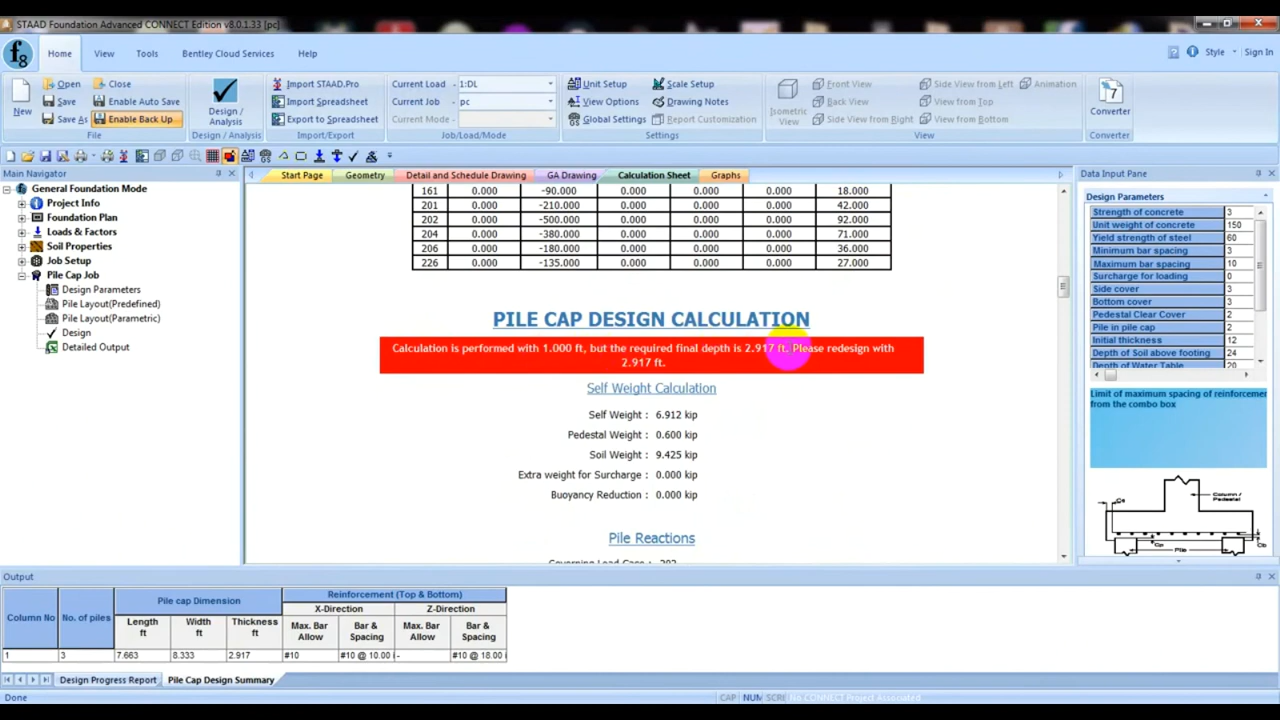 STAAD Foundation Advanced CONNECT Edition v8.0.1.33 [pc]
Home View Tools Bentley Cloud Services Help Style Sign In
Open Close Import STAAD.Pro Current Load 1:DL Unit Setup Scale Setup Front View Side View from Left Animation
New Save Enable Auto Save Design / Analysis Import Spreadsheet Current Job pc View Options Drawing Notes Isometric View Back View View from Top Converter
Save As Enable Back Up Export to Spreadsheet Current Mode Global Settings Report Customization Side View from Right View from Bottom
File Design / Analysis Import/Export Job/Load/Mode Settings View Converter
Main Navigator
General Foundation Mode
Project Info
Foundation Plan
Loads & Factors
Soil Properties
Job Setup
Pile Cap Job
Design Parameters
Pile Layout(Predefined)
Pile Layout(Parametric)
Design
Detailed Output
Start Page Geometry Detail and Schedule Drawing GA Drawing Calculation Sheet Graphs
161 0.000 -90.000 0.000 0.000 0.000 18.000
201 0.000 -210.000 0.000 0.000 0.000 42.000
202 0.000 -500.000 0.000 0.000 0.000 92.000
204 0.000 -380.000 0.000 0.000 0.000 71.000
206 0.000 -180.000 0.000 0.000 0.000 36.000
226 0.000 -135.000 0.000 0.000 0.000 27.000
PILE CAP DESIGN CALCULATION
Calculation is performed with 1.000 ft, but the required final depth is 2.917 ft. Please redesign with
2.917 ft.
Self Weight Calculation
Self Weight : 6.912 kip
Pedestal Weight : 0.600 kip
Soil Weight : 9.425 kip
Extra weight for Surcharge : 0.000 kip
Buoyancy Reduction : 0.000 kip
Pile Reactions
Governing Load Case : 202
Data Input Pane
Design Parameters
Strength of concrete 3
Unit weight of concrete 150
Yield strength of steel 60
Minimum bar spacing 3
Maximum bar spacing 10
Surcharge for loading 0
Side cover 3
Bottom cover 3
Pedestal Clear Cover 2
Pile in pile cap 2
Initial thickness 12
Depth of Soil above footing 24
Depth of Water Table 20
Limit of maximum spacing of reinforcemer
from the combo box
Column /
Pedestal
Cs
Cp
Pile
Cb
Output
Column No No. of piles Pile cap Dimension Reinforcement (Top & Bottom)
X-Direction Z-Direction
Length ft Width ft Thickness ft Max. Bar Allow Bar & Spacing Max. Bar Allow Bar & Spacing
1 3 7.663 8.333 2.917 #10 #10 @ 10.00 i - #10 @ 18.00 i
Design Progress Report Pile Cap Design Summary
Done CAP NUM SCRL No CONNECT Project Associated